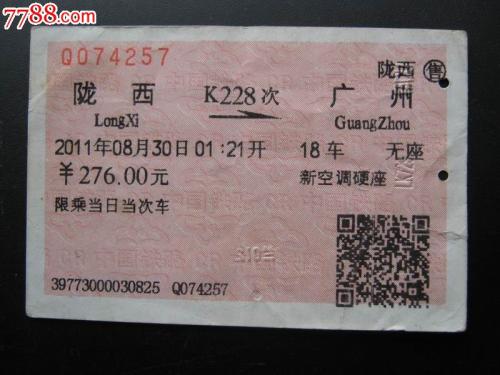 7788.com
Q074257
陇西 售
陇西 K228次 广州
LongXi GuangZhou
2011年08月30日01:21开 18车 无座
¥276.00元 新空调硬座
限乘当日当次车
39773000030825 Q074257